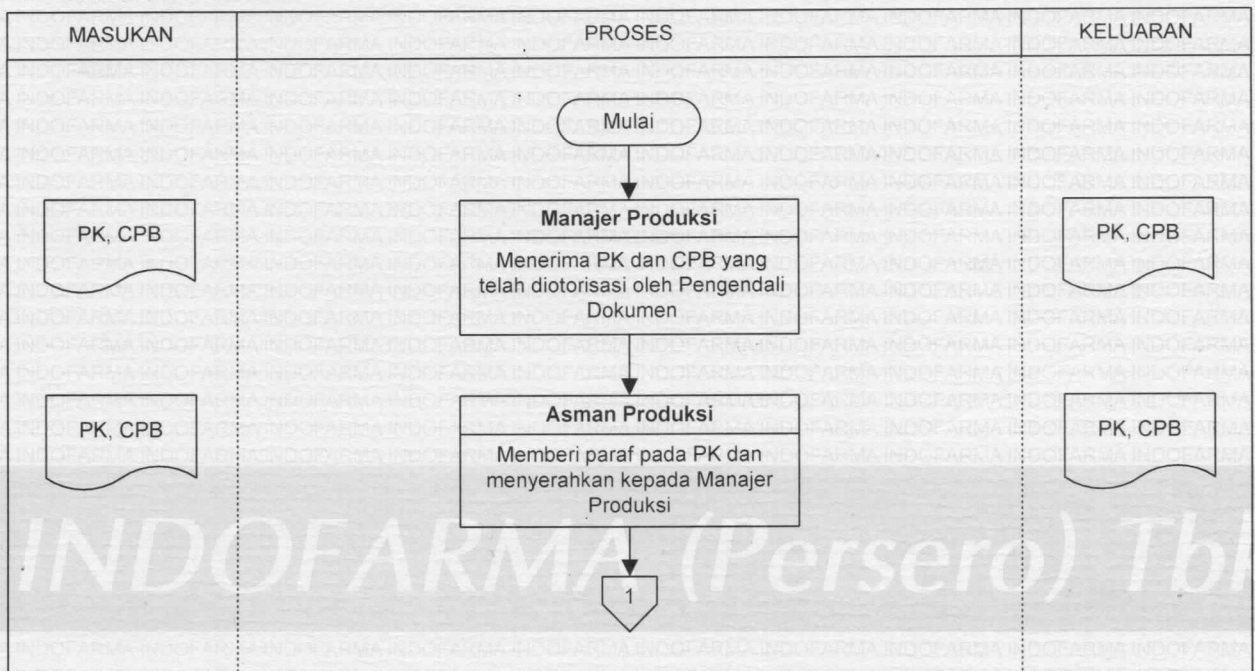 MASUKAN
PROSES
KELUARAN
Mulai
PK, CPB
Manajer Produksi
Menerima PK dan CPB yang
telah diotorisasi oleh Pengendali
Dokumen
PK, CPB
PK, CPB
Asman Produksi
Memberi paraf pada PK dan
menyerahkan kepada Manajer
Produksi
PK, CPB
INDOFARMA (Persero) Tbk
1